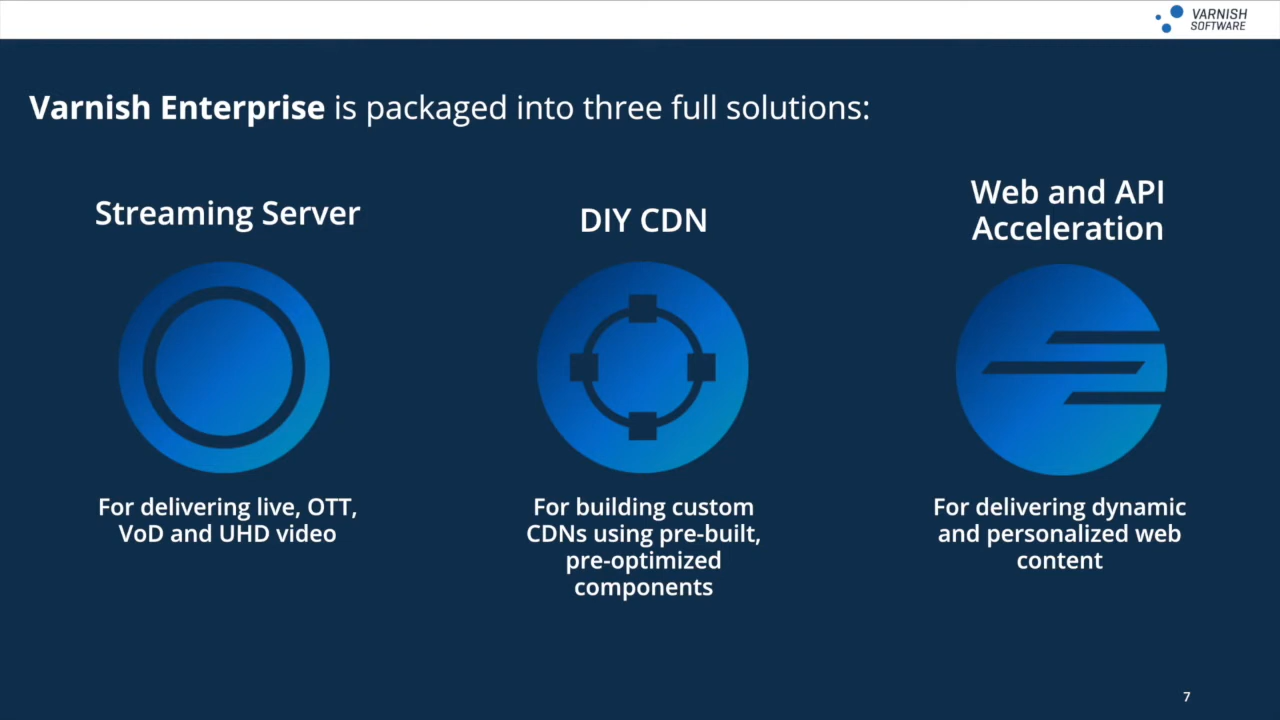 VARNISH
SOFTWARE
Varnish Enterprise is packaged into three full solutions:
Streaming Server
For delivering live, OTT,
VoD and UHD video
DIY CDN
For building custom
CDNs using pre-built,
pre-optimized
components
Web and API
Acceleration
For delivering dynamic
and personalized web
content
7